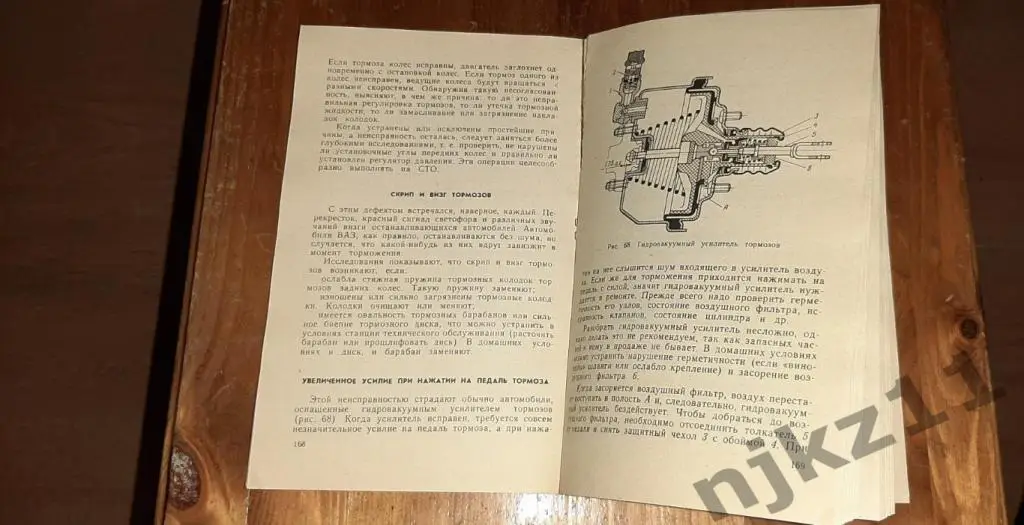 Если тормоза колес исправны, двигатель заглохнет од-
новременно с остановкой колес. Если тормоз одного из
колес неисправен, ведущие колеса будут вращаться с
разными скоростями. Обнаружив такую несогласован-
ность, выясняют, в чем же причина: то ли это непра-
вильная регулировка тормозов, то ли утечка тормозной
жидкости, то ли замасливание или загрязнение накла-
док колодок.
Когда устранены или исключены простейшие при-
чины, а неисправность осталась, следует заняться более
глубокими исследованиями, т. е. проверить, не нарушены
ли установочные углы передних колес и правильно ли
установлен регулятор давления. Эти операции целесооб-
разно выполнять на СТО.
СКРИП И ВИЗГ ТОРМОЗОВ
С этим дефектом встречался, наверное, каждый. Пе-
рекресток, красный сигнал светофора и различных зву-
чаний визги останавливающихся автомобилей. Автомо-
били ВАЗ, как правило, останавливаются без шума, но
случается, что какой-нибудь из них вдруг завизжит в
момент торможения.
Исследования показывают, что скрип и визг тормо-
зов возникают, если:
ослабла стяжная пружина тормозных колодок тор
мозов задних колес. Такую пружину заменяют;
изношены или сильно загрязнены тормозные колод
ки. Колодки очищают или меняют;
имеется овальность тормозных барабанов или силь
ное биение тормозного диска, что можно устранить в
условиях станции технического обслуживания (расточить
барабан или прошлифовать диск) В домашних усло-
виях и диск, и барабан заменяют.
УВЕЛИЧЕННОЕ УСИЛИЕ ПРИ НАЖАТИИ НА ПЕДАЛЬ ТОРМОЗА
Этой неисправностью страдают обычно автомобили,
оснащенные гидровакуумным усилителем тормозов
(рис. 68) Когда усилитель исправен, требуется совсем
незначительное усилие на педаль тормоза, а при нажа-
168
2
1
3
4
5
6
А
Рис 68 Гидровакуумный усилитель тормозов
тии на нее слышится шум входящего в усилитель возду-
ха. Если же для торможения приходится нажимать на
педаль с силой, значит гидровакуумный усилитель нуж-
дается в ремонте. Прежде всего надо проверить герме-
тичность его узлов, состояние воздушного фильтра, ис-
правность клапанов, состояние цилиндра и др.
Разобрать гидровакуумный усилитель несложно, од-
нако делать это не рекомендуем, так как запасных час-
тей к нему в продаже не бывает. В домашних условиях
можно устранить нарушение герметичности (если «вино-
шланга или ослабло крепление) и засорение воз-
душного фильтра 6.
Когда засоряется воздушный фильтр, воздух переста-
ет поступать в полость А и, следовательно, гидровакуум-
ный усилитель бездействует. Чтобы добраться до воз-
душного фильтра, необходимо отсоединить толкатель 5
от педали и снять защитный чехол 3 с обоймой 4. При
169
njkz11